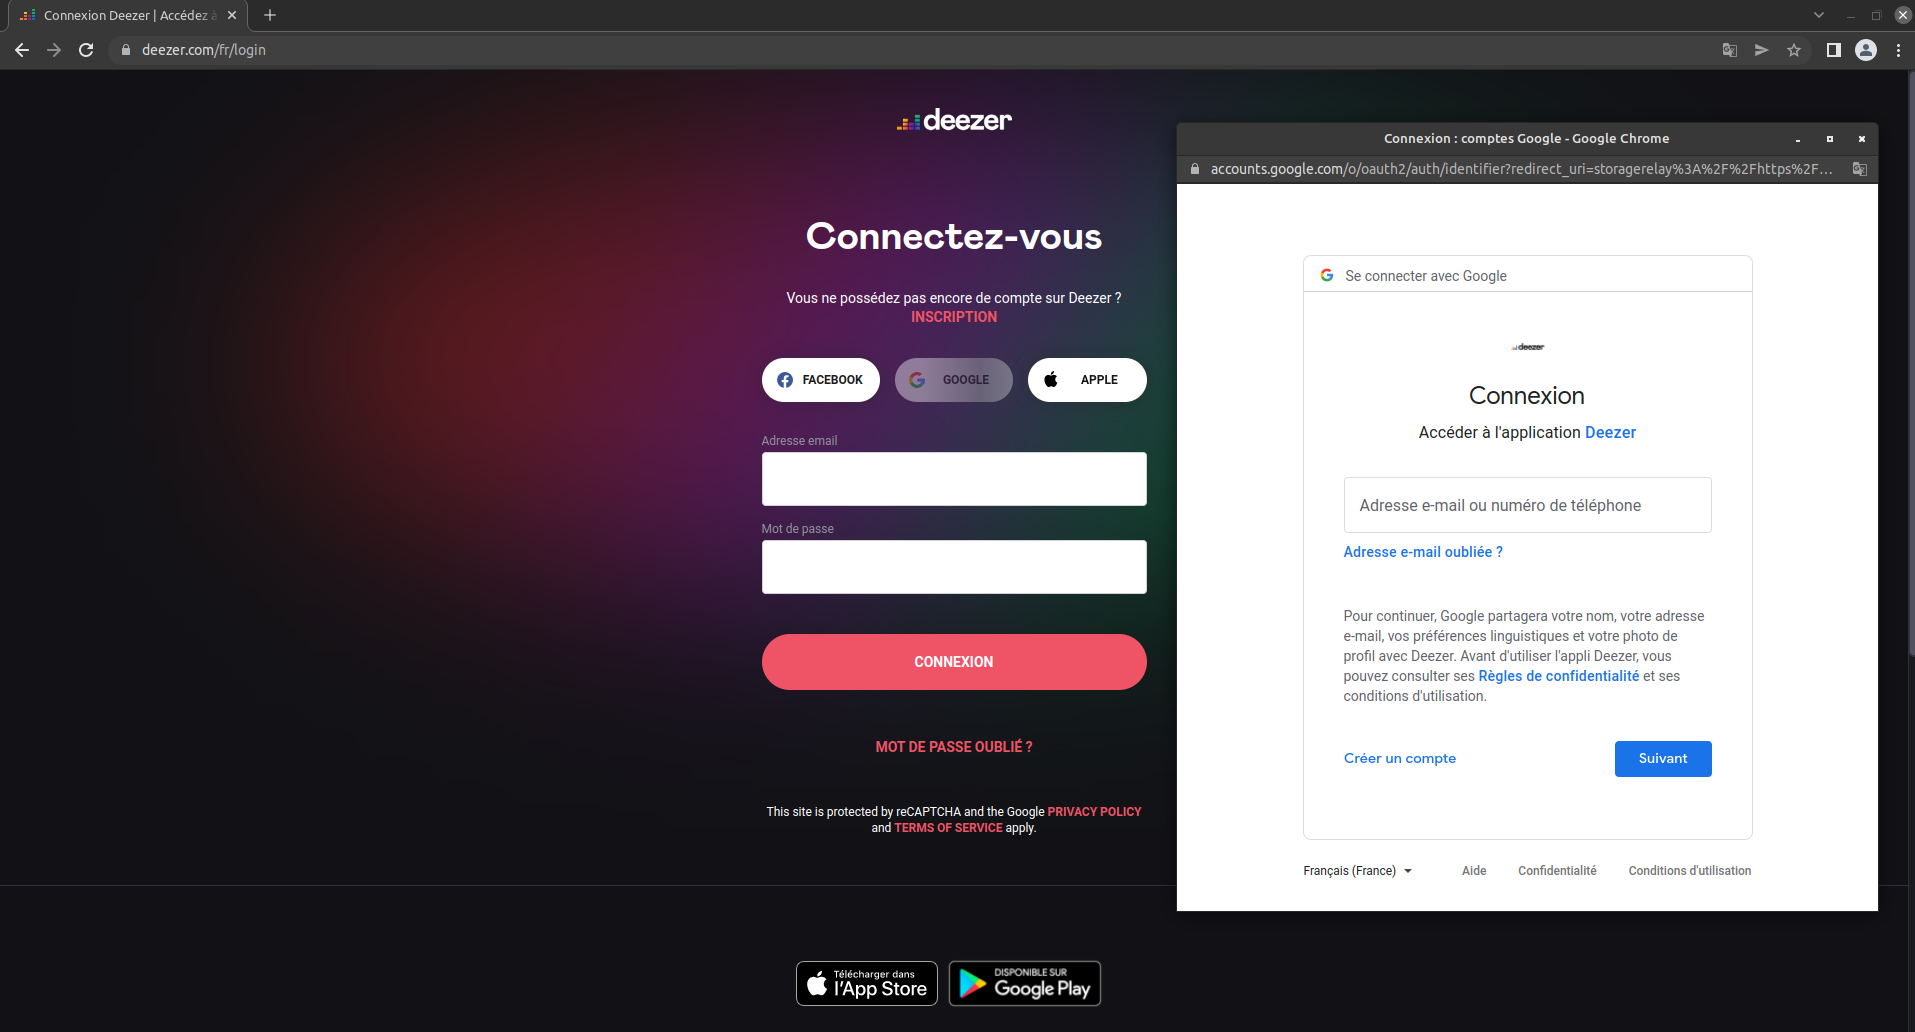 Connexion Deezer | Accédez à
deezer.com/fr/login
deezer
Connectez-vous
Vous ne possédez pas encore de compte sur Deezer ?
INSCRIPTION
FACEBOOK
GOOGLE
APPLE
Adresse email
Mot de passe
CONNEXION
MOT DE PASSE OUBLIÉ ?
This site is protected by reCAPTCHA and the Google PRIVACY POLICY
and TERMS OF SERVICE apply.
Télécharger dans
l'App Store
DISPONIBLE SUR
Google Play
Connexion : comptes Google - Google Chrome
accounts.google.com/o/oauth2/auth/identifier?redirect_uri=storagerelay%3A%2F%2Fhttps%2F...
Se connecter avec Google
deezer
Connexion
Accéder à l'application Deezer
Adresse e-mail ou numéro de téléphone
Adresse e-mail oubliée ?
Pour continuer, Google partagera votre nom, votre adresse
e-mail, vos préférences linguistiques et votre photo de
profil avec Deezer. Avant d'utiliser l'appli Deezer, vous
pouvez consulter ses Règles de confidentialité et ses
conditions d'utilisation.
Créer un compte
Suivant
Français (France)
Aide
Confidentialité
Conditions d'utilisation